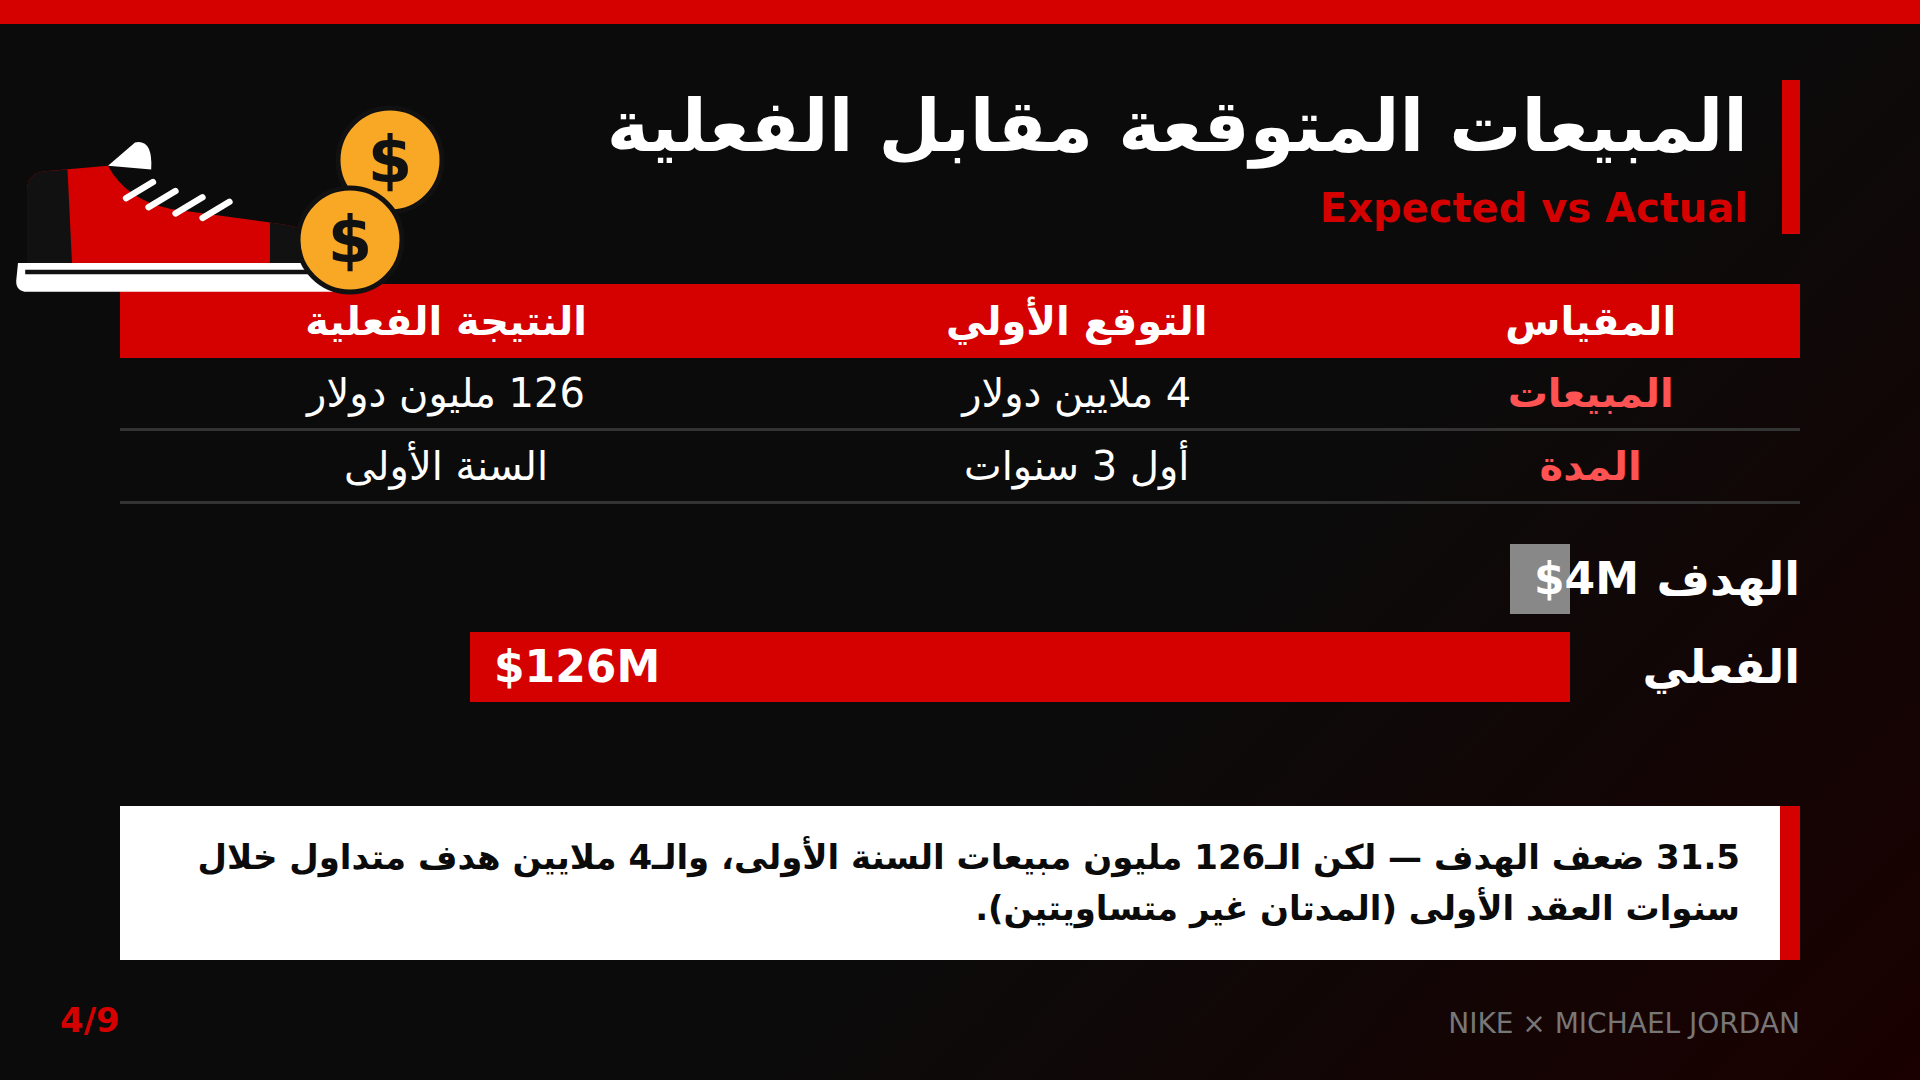 المبيعات المتوقعة مقابل الفعلية
Expected vs Actual
$
$
المقياس التوقع الأولي النتيجة الفعلية
المبيعات 4 ملايين دولار 126 مليون دولار
المدة أول 3 سنوات السنة الأولى
الهدف $4M
الفعلي $126M
31.5 ضعف الهدف — لكن الـ126 مليون مبيعات السنة الأولى، والـ4 ملايين هدف متداول خلال
سنوات العقد الأولى (المدتان غير متساويتين).
NIKE × MICHAEL JORDAN
4/9